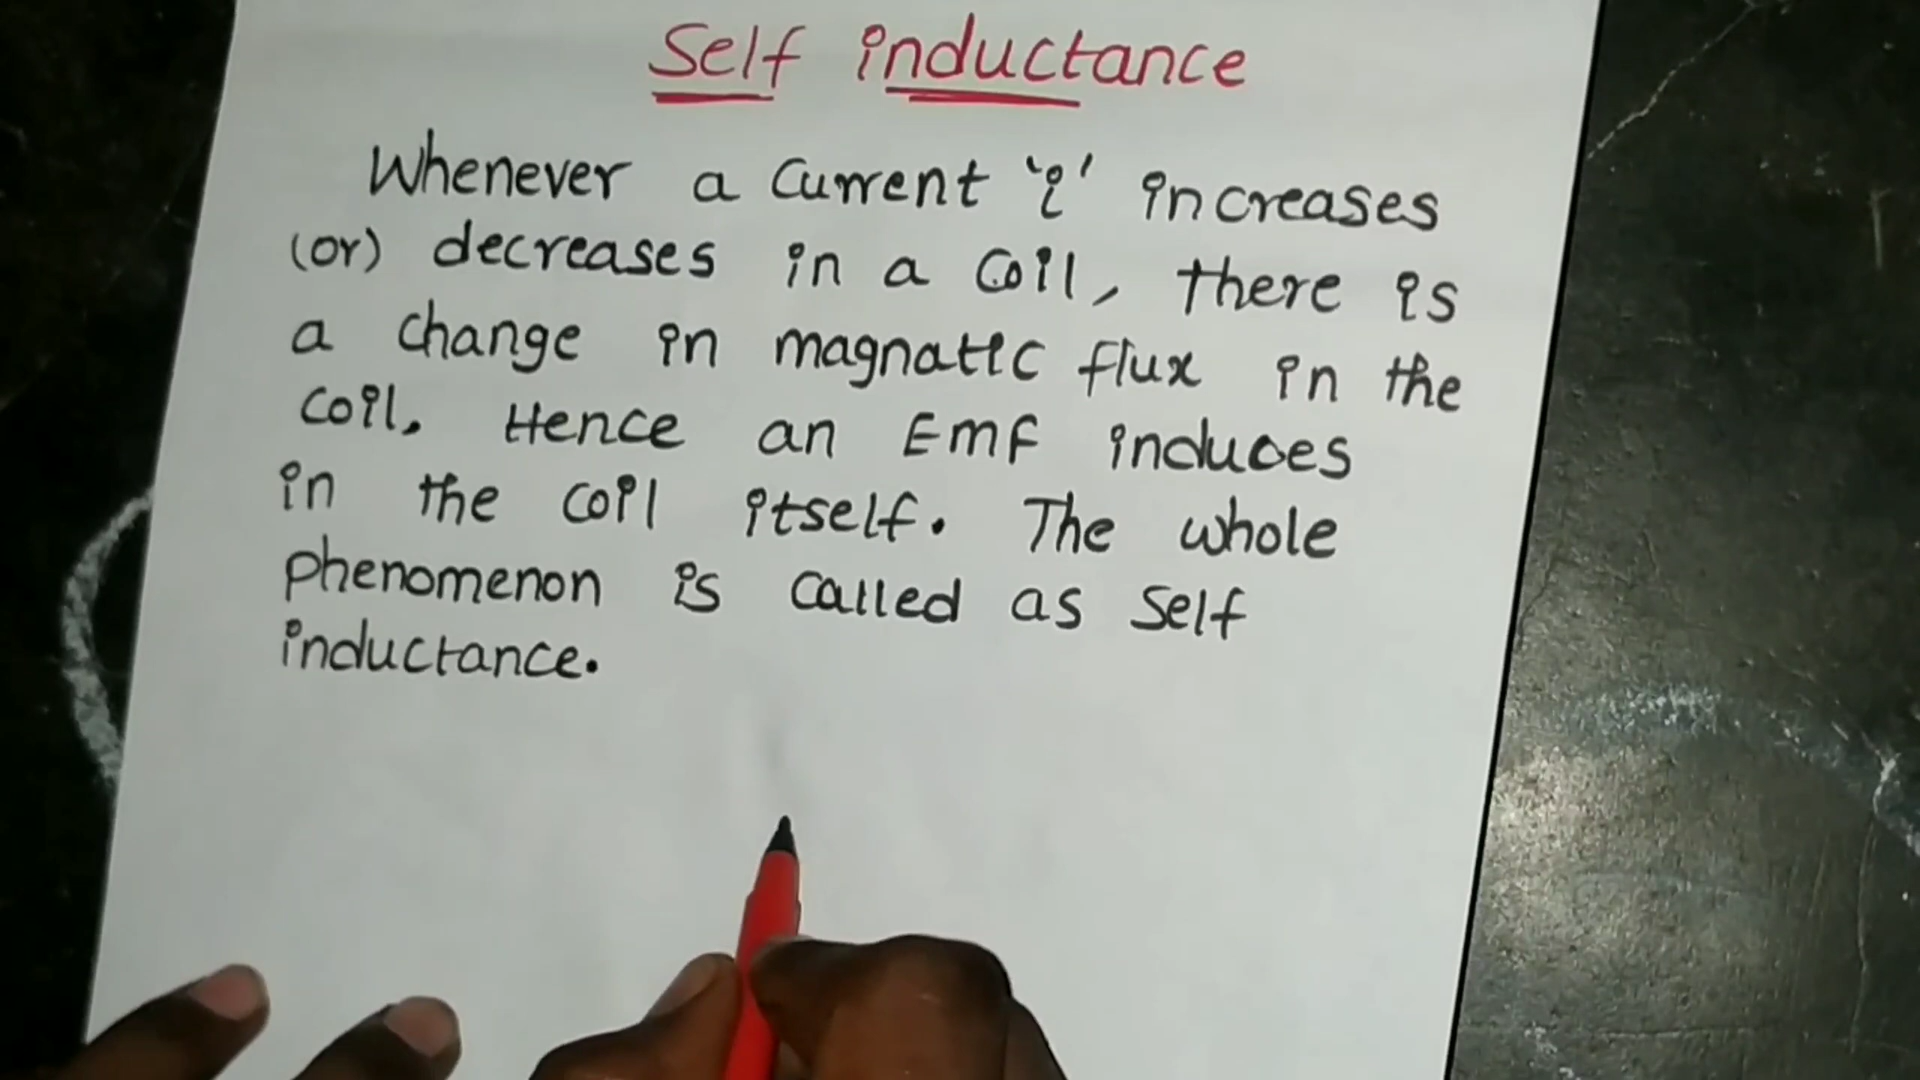 Self inductance
Whenever a Current 'i' increases
(or) decreases in a Coil, there is
a change in magnatic flux in the
coil. Hence an EMF induces
in the coil itself. The whole
phenomenon is called as Self
inductance.